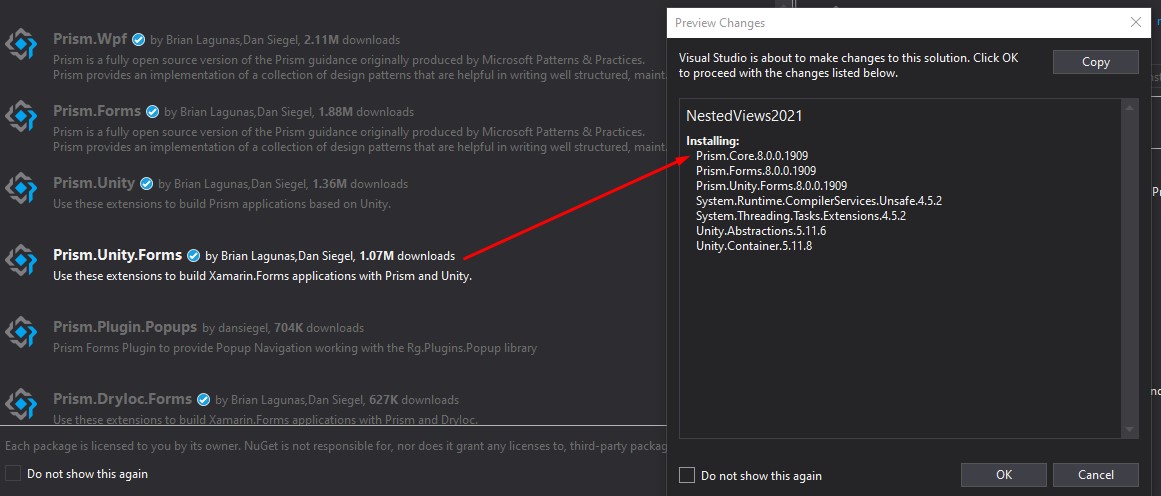 Prism.Wpf by Brian Lagunas,Dan Siegel, 2.11M downloads
Prism is a fully open source version of the Prism guidance originally produced by Microsoft Patterns & Practices.
Prism provides an implementation of a collection of design patterns that are helpful in writing well structured, maint
Prism.Forms by Brian Lagunas,Dan Siegel, 1.88M downloads
Prism is a fully open source version of the Prism guidance originally produced by Microsoft Patterns & Practices.
Prism provides an implementation of a collection of design patterns that are helpful in writing well structured, maint.
Prism.Unity by Brian Lagunas,Dan Siegel, 1.36M downloads
Use these extensions to build Prism applications based on Unity.
Prism.Unity.Forms by Brian Lagunas,Dan Siegel, 1.07M downloads
Use these extensions to build Xamarin.Forms applications with Prism and Unity.
Prism.Plugin.Popups by dansiegel, 704K downloads
Prism Forms Plugin to provide Popup Navigation working with the Rg.Plugins.Popup library
Prism.DryIoc.Forms by Brian Lagunas,Dan Siegel, 627K downloads
Use these extensions to build Xamarin.Forms applications with Prism and DryIoc.
Each package is licensed to you by its owner. NuGet is not responsible for, nor does it grant any licenses to, third-party packag
Do not show this again
Preview Changes
Visual Studio is about to make changes to this solution. Click OK
to proceed with the changes listed below.
Copy
NestedViews2021
Installing:
Prism.Core.8.0.0.1909
Prism.Forms.8.0.0.1909
Prism.Unity.Forms.8.0.0.1909
System.Runtime.CompilerServices.Unsafe.4.5.2
System.Threading.Tasks.Extensions.4.5.2
Unity.Abstractions.5.11.6
Unity.Container.5.11.8
Do not show this again
OK
Cancel